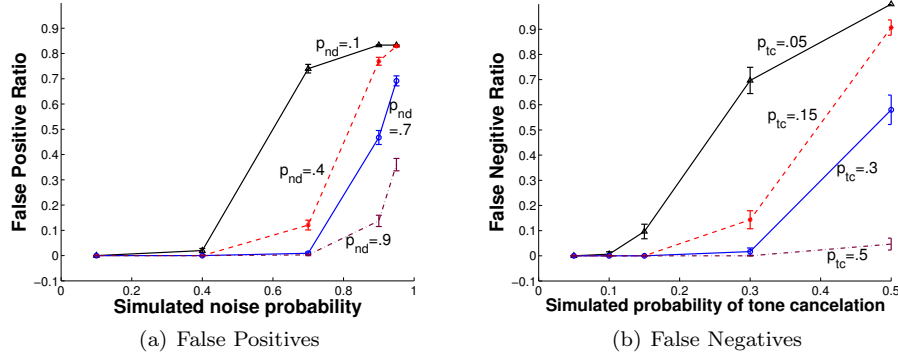 False Positive Ratio
0.9
0.8
0.7
0.6
0.5
0.4
0.3
0.2
0.1
0
−0.1
0
0.2
0.4
0.6
0.8
1
p_nd=.1
p_nd=.4
p_nd
=.7
p_nd=.9
Simulated noise probability
(a) False Positives
False Negitive Ratio
0.9
0.8
0.7
0.6
0.5
0.4
0.3
0.2
0.1
0
−0.1
0
0.1
0.2
0.3
0.4
0.5
p_tc=.05
p_tc=.15
p_tc=.3
p_tc=.5
Simulated probability of tone cancelation
(b) False Negatives